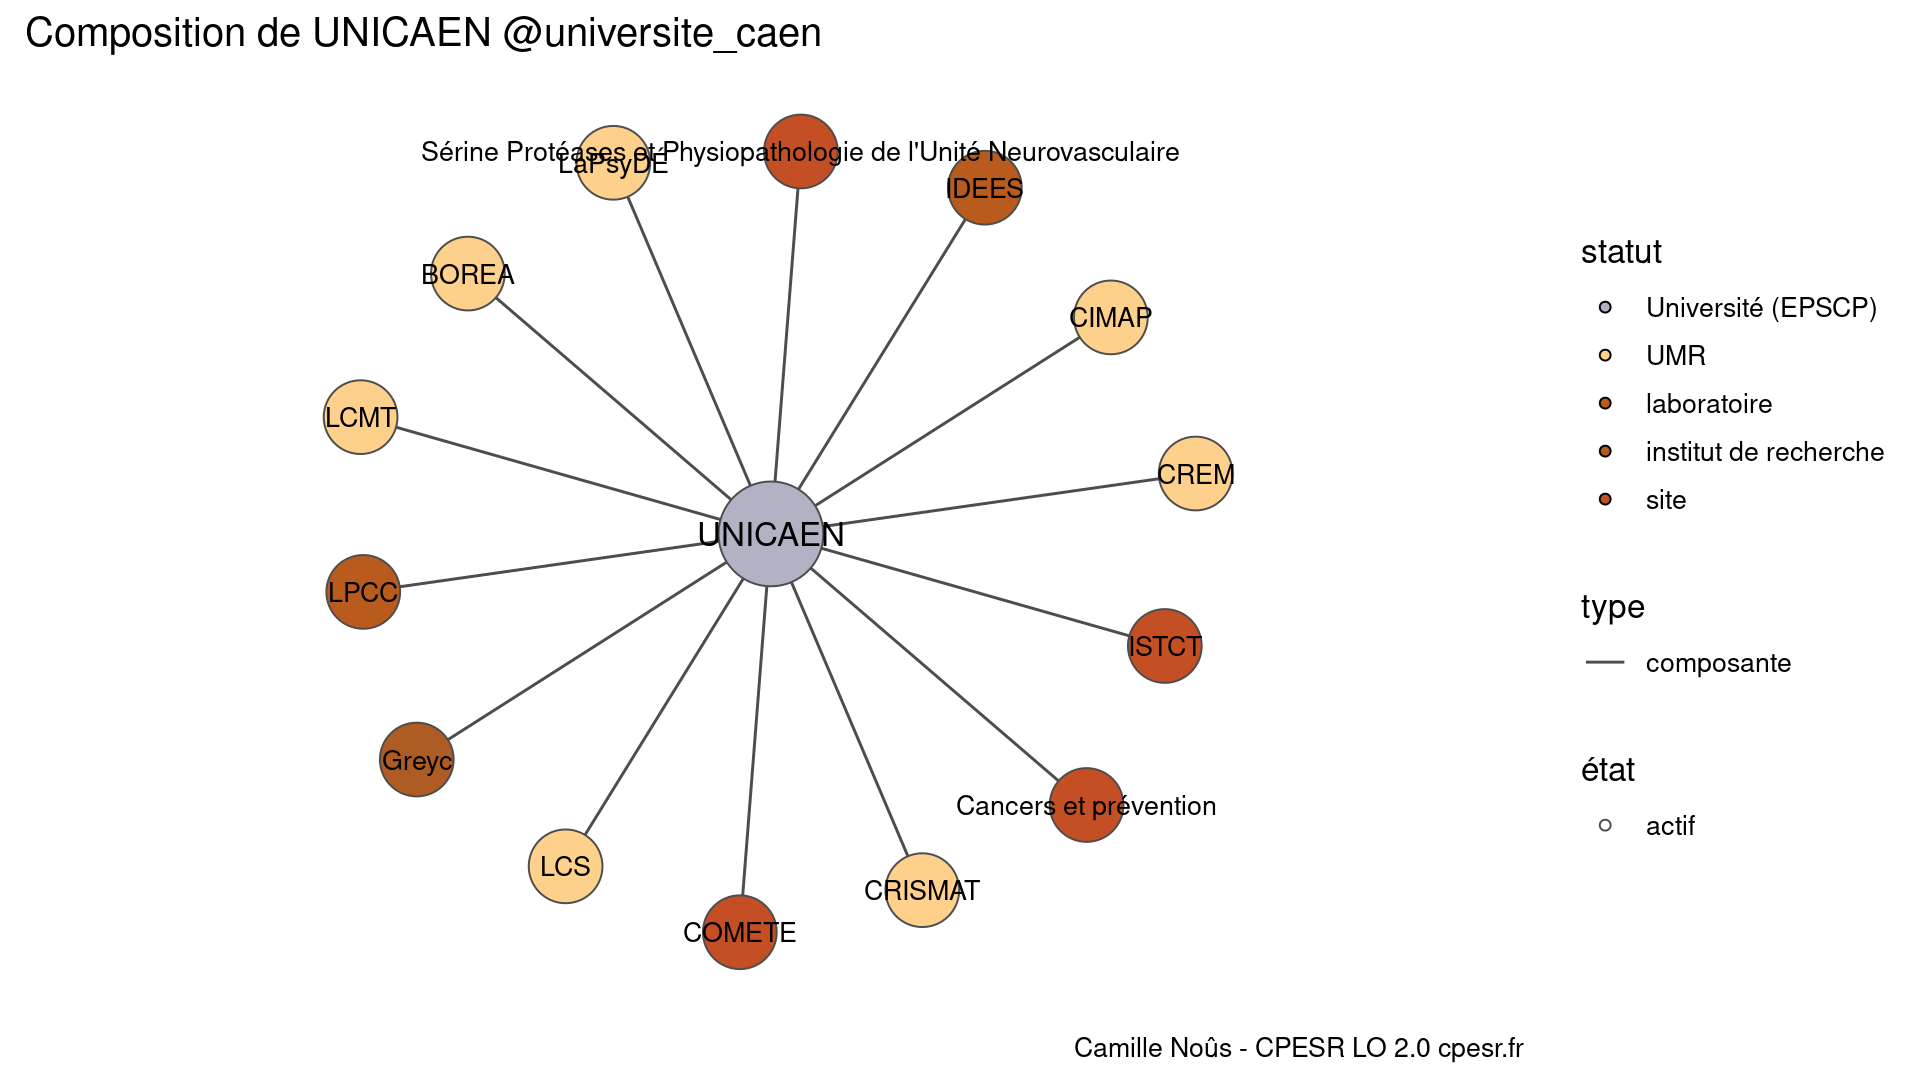 Composition de UNICAEN @universite_caen
Sérine Protéases et Physiopathologie de l'Unité Neurovasculaire
LaPsyDÉ
IDEES
BOREA
CIMAP
LCMT
CREM
UNICAEN
LPCC
ISTCT
Greyc
Cancers et prévention
LCS
CRISMAT
COMETE
statut
Université (EPSCP)
UMR
laboratoire
institut de recherche
site
type
composante
état
actif
Camille Noûs - CPESR LO 2.0 cpesr.fr